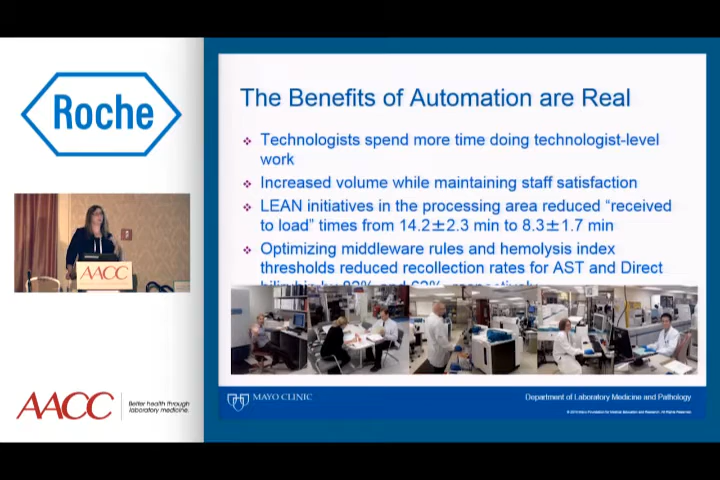 Roche
AACC
AACC
Better health through
laboratory medicine.
The Benefits of Automation are Real
Technologists spend more time doing technologist-level
work
Increased volume while maintaining staff satisfaction
LEAN initiatives in the processing area reduced “received
to load” times from 14.2±2.3 min to 8.3±1.7 min
Optimizing middleware rules and hemolysis index
thresholds reduced recollection rates for AST and Direct
MAYO CLINIC
Department of Laboratory Medicine and Pathology